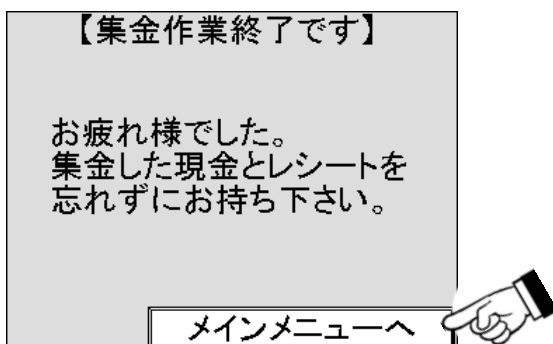 【集金作業終了です】
お疲れ様でした。
集金した現金とレシートを
忘れずにお持ち下さい。
メインメニューへ